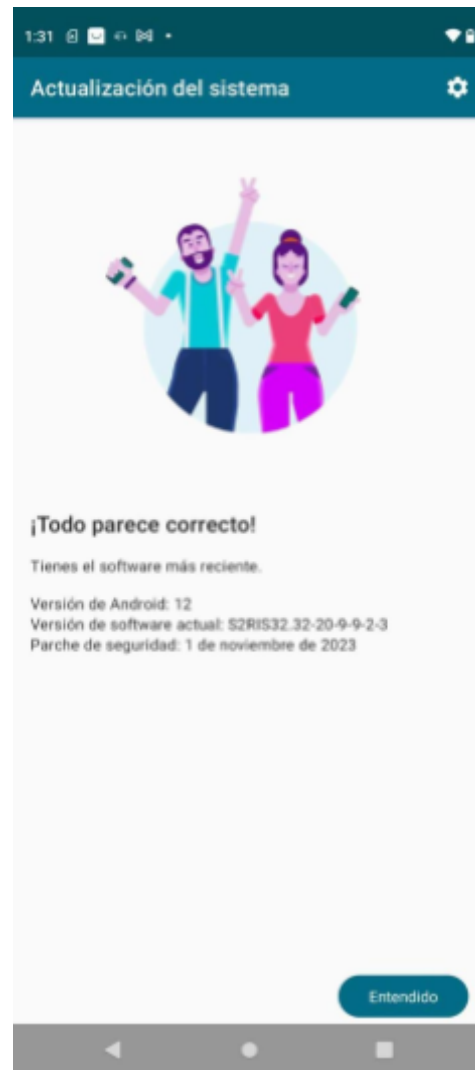 1:31
Actualización del sistema
¡Todo parece correcto!
Tienes el software más reciente.
Versión de Android: 12
Versión de software actual: S2RIS32.32-20-9-9-2-3
Parche de seguridad: 1 de noviembre de 2023
Entendido